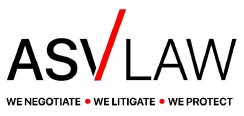 ASV/LAW
WE NEGOTIATE • WE LITIGATE • WE PROTECT